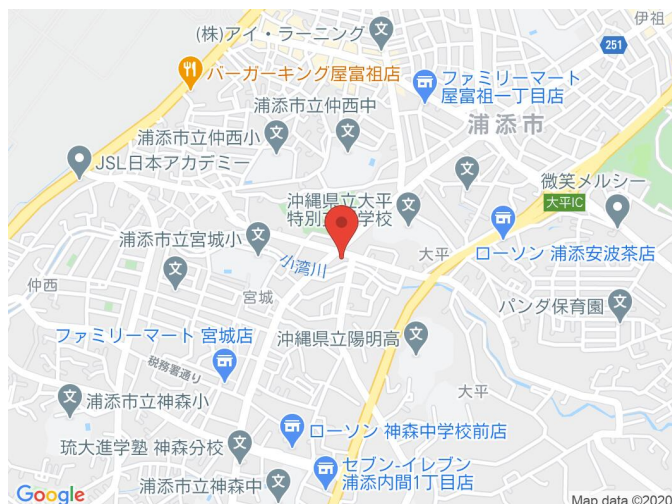 伊祖
(株)アイ・ラーニング
251
バーガーキング屋富祖店
ファミリーマート
屋富祖一丁目店
浦添市立仲西中
浦添市
浦添市立仲西小
JSL日本アカデミー
微笑メルシー
沖縄県立大平
大平IC
浦添市立宮城小
大平
ローソン 浦添安波茶店
小湾川
仲西
宮城
パンダ保育園
ファミリーマート 宮城店
沖縄県立陽明高
税務署通り
大平
浦添市立神森小
ローソン 神森中学校前店
琉大進学塾 神森分校
セブン-イレブン
浦添内間1丁目店
浦添市立神森中
Google
Map data ©2020